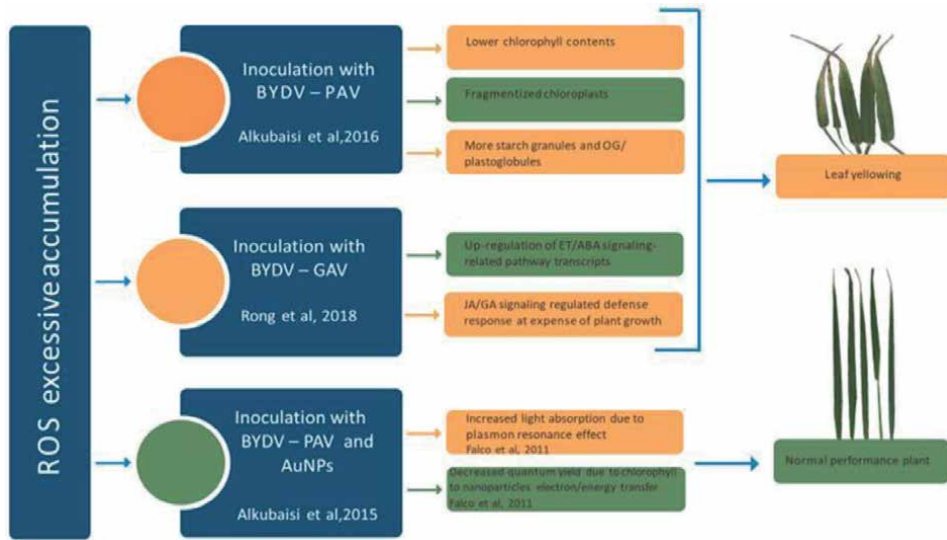 ROS excessive accumulation
Inoculation with
BYDV – PAV
Alkubaisi et al,2016
Lower chlorophyll contents
Fragmentized chloroplasts
More starch granules and OG/
plastoglobules
Inoculation with
BYDV – GAV
Rong et al, 2018
Up-regulation of ET/ABA signaling-
related pathway transcripts
JA/GA signaling regulated defense
response at expense of plant growth
Leaf yellowing
Inoculation with
BYDV – PAV and
AuNPs
Alkubaisi et al,2015
Increased light absorption due to
plasmon resonance effect
Falco et al, 2011
Decreased quantum yield due to chlorophyll
to nanoparticles electron/energy transfer
Falco et al, 2011
Normal performance plant